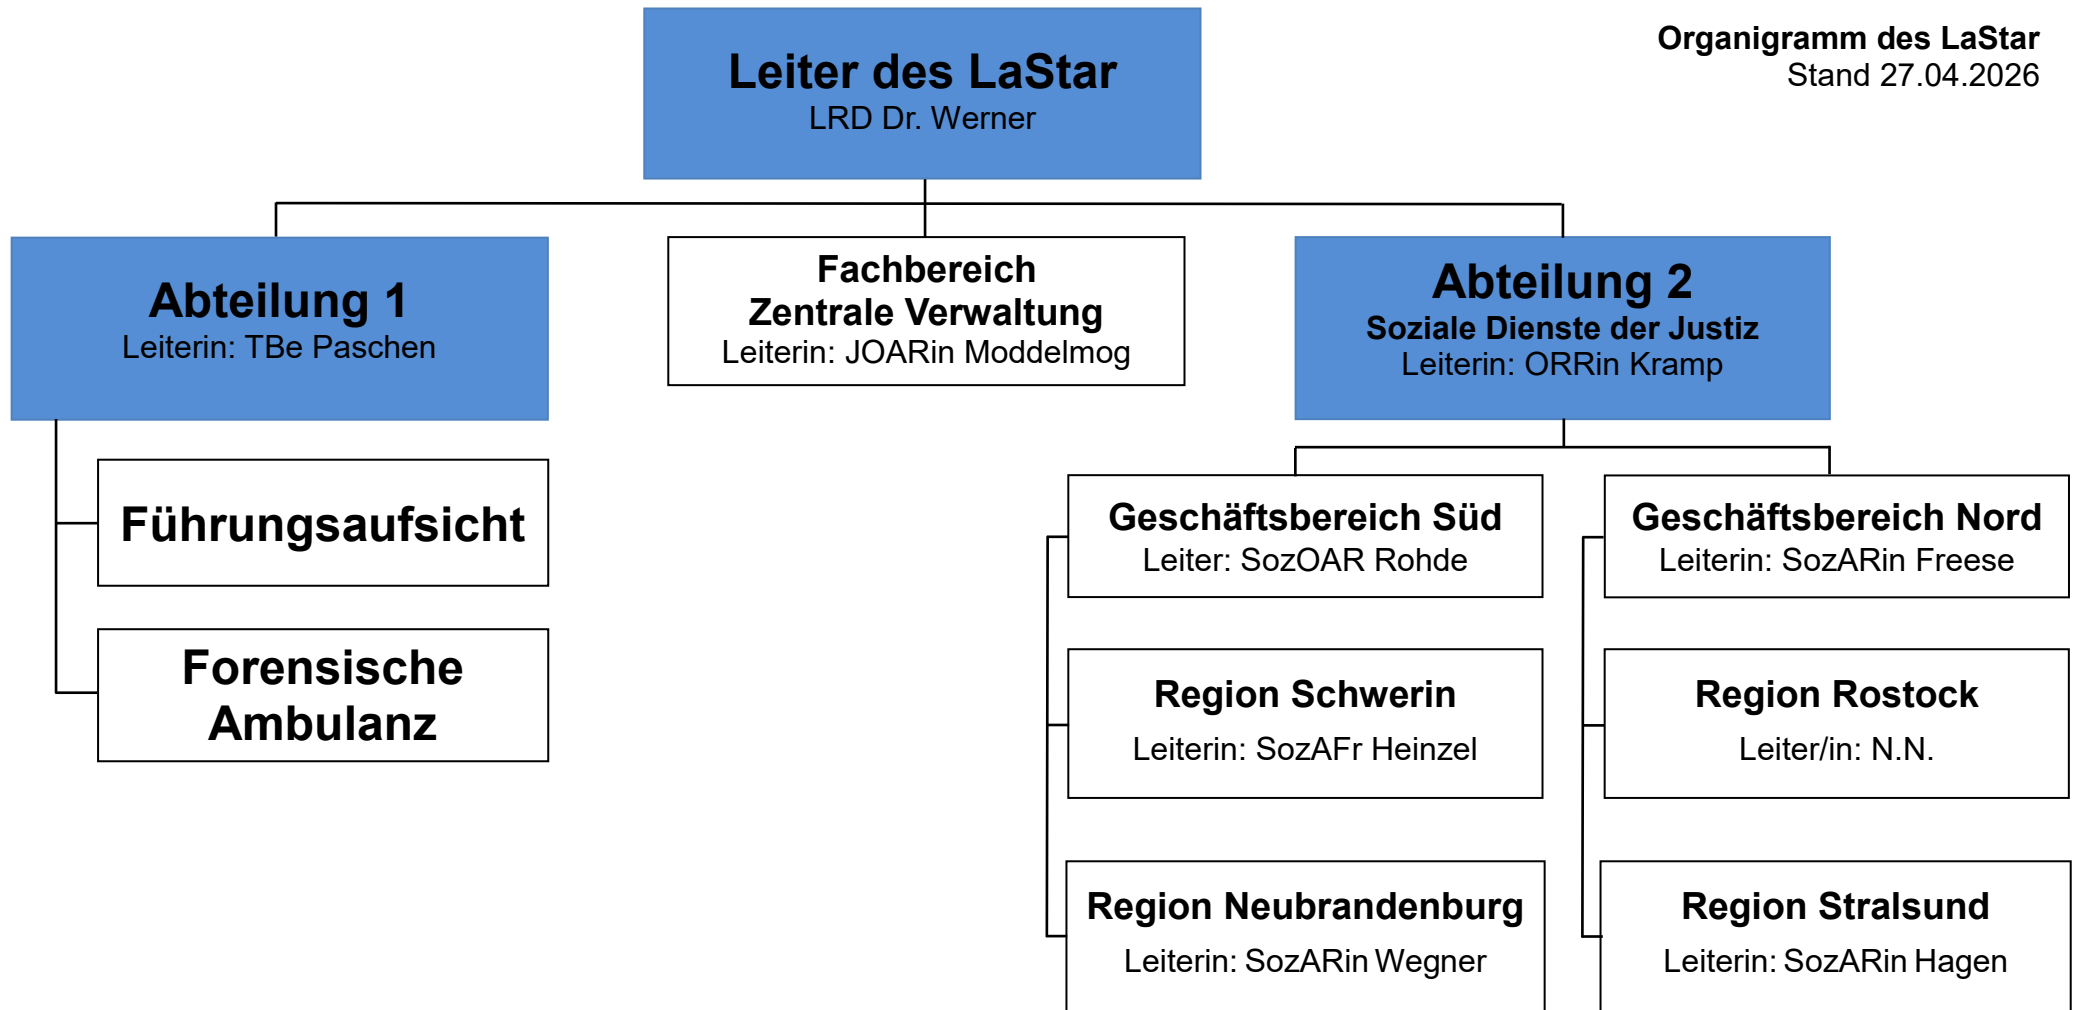 Organigramm des LaStar
Stand 27.04.2026
Leiter des LaStar
LRD Dr. Werner
Abteilung 1
Leiterin: TBe Paschen
Fachbereich
Zentrale Verwaltung
Leiterin: JOARin Moddelmog
Abteilung 2
Soziale Dienste der Justiz
Leiterin: ORRin Kramp
Führungsaufsicht
Forensische
Ambulanz
Geschäftsbereich Süd
Leiter: SozOAR Rohde
Region Schwerin
Leiterin: SozAFr Heinzel
Region Neubrandenburg
Leiterin: SozARin Wegner
Geschäftsbereich Nord
Leiterin: SozARin Freese
Region Rostock
Leiter/in: N.N.
Region Stralsund
Leiterin: SozARin Hagen